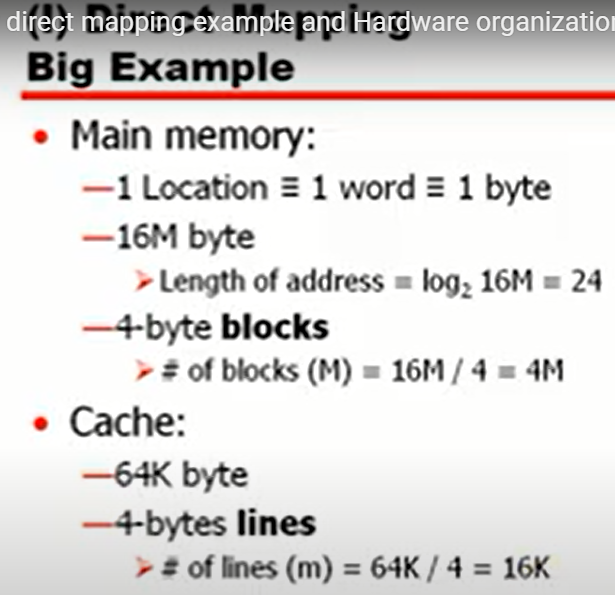 direct mapping example and Hardware organization
(I) Direct Mapping
Big Example
• Main memory:
—1 Location ≡ 1 word ≡ 1 byte
—16M byte
➢ Length of address = log₂ 16M = 24
—4-byte blocks
➢ # of blocks (M) = 16M / 4 = 4M
• Cache:
—64K byte
—4-bytes lines
➢ # of lines (m) = 64K / 4 = 16K